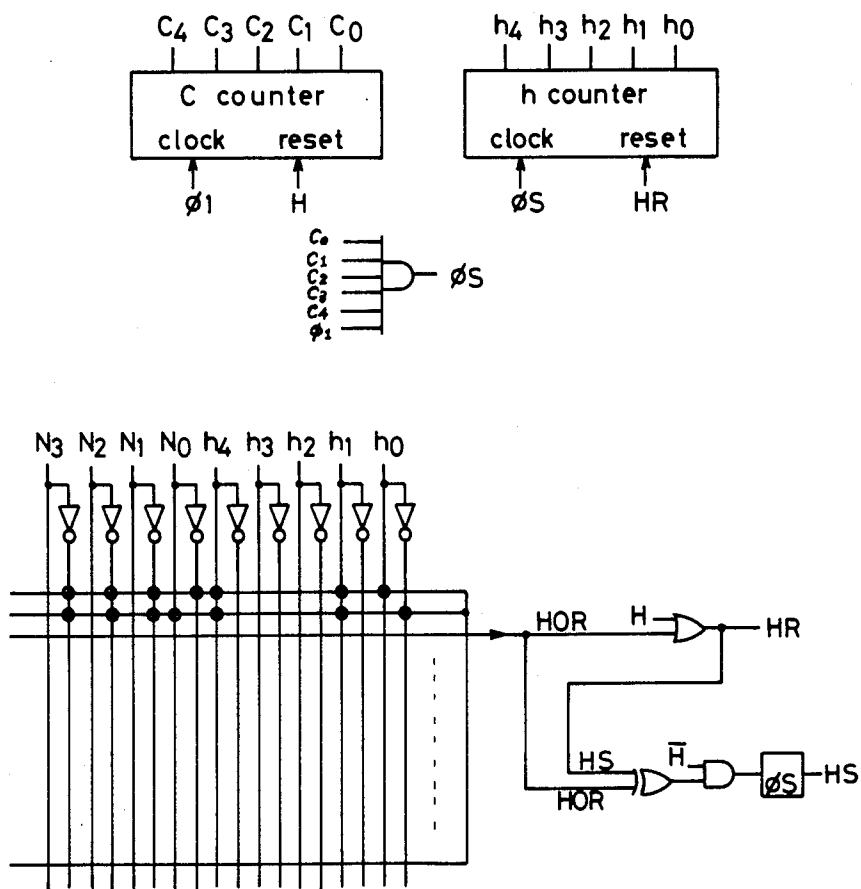 C4 C3 C2 C1 C0
h4 h3 h2 h1 h0
C counter
h counter
clock reset
clock reset
ø1 H
øS HR
C0
C1
C2
C3
C4
ø1
øS
N3 N2 N1 N0 h4 h3 h2 h1 h0
HOR
H
HR
HS
HOR
H̅
øS
HS